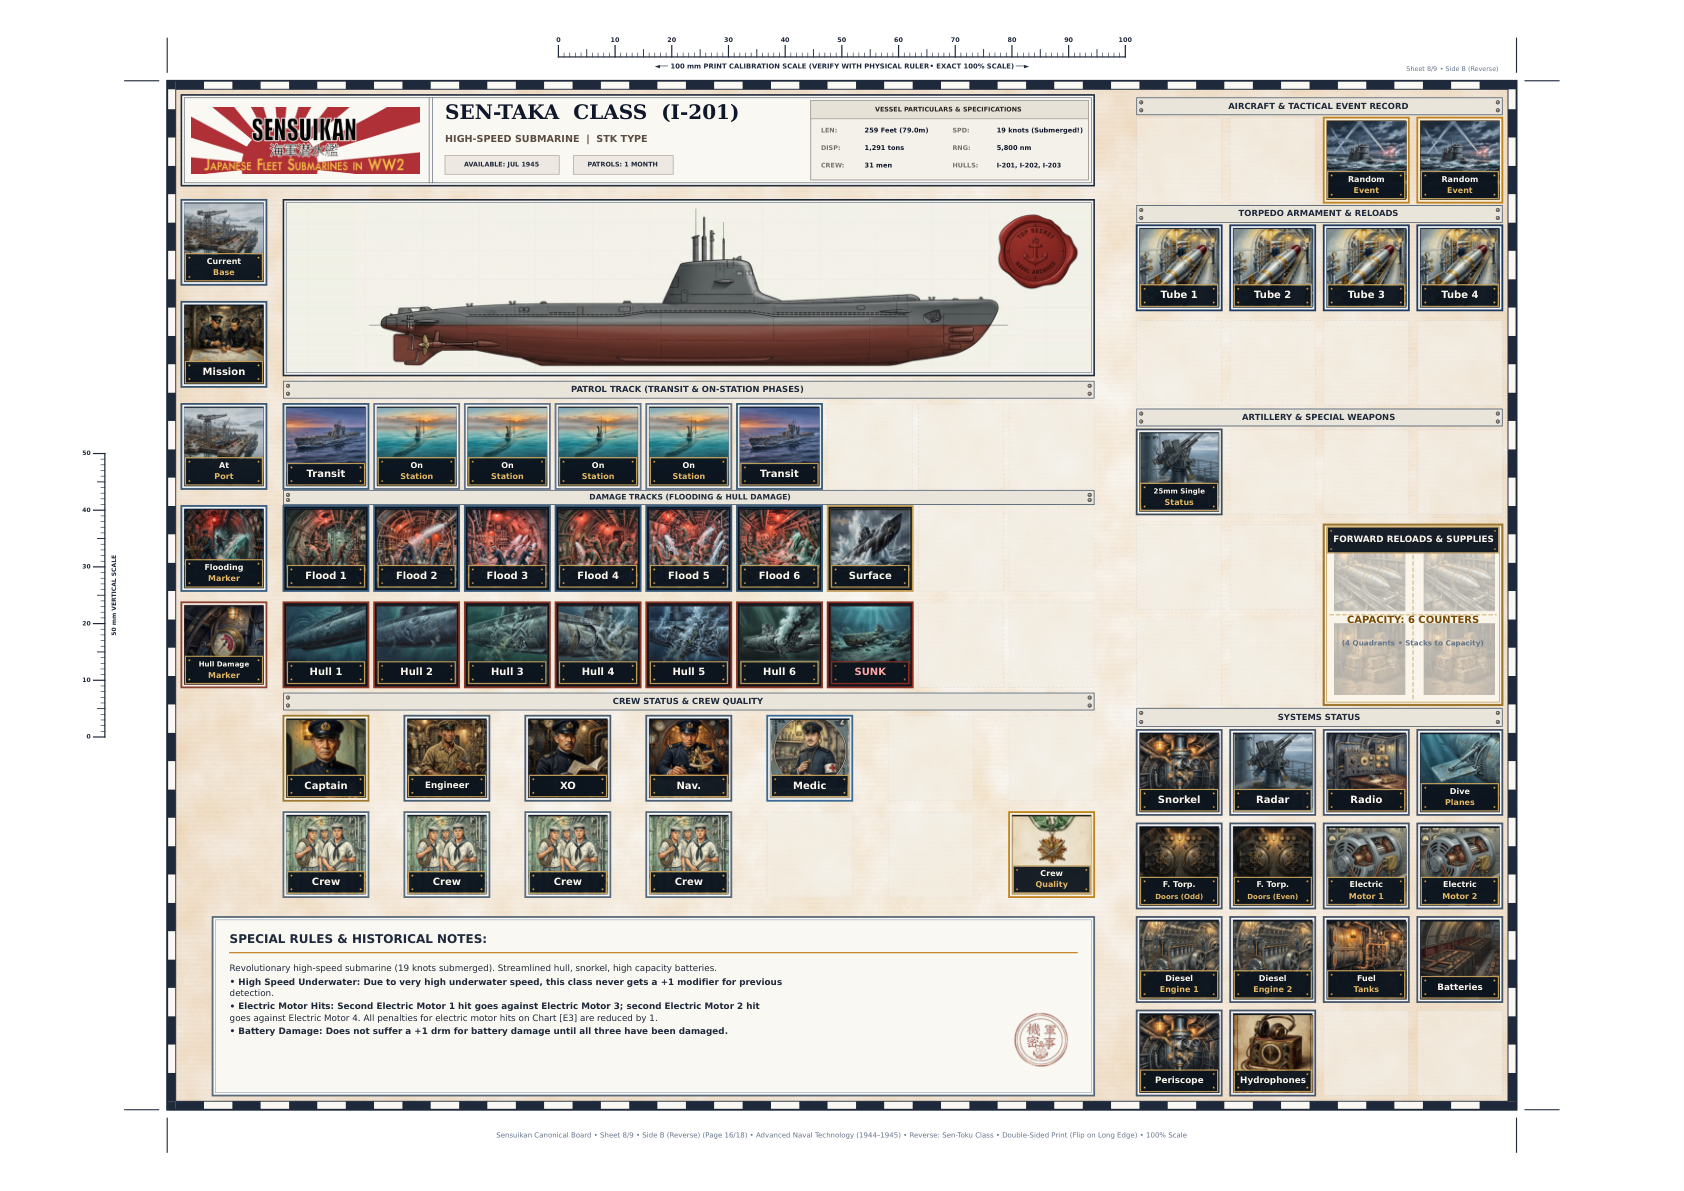 0 10 20 30 40 50 60 70 80 90 100
100 mm PRINT CALIBRATION SCALE (VERIFY WITH PHYSICAL RULER• EXACT 100% SCALE)
Sheet 8/9 • Side B (Reverse)
SENSUIKAN
海軍潜水艦
JAPANESE FLEET SUBMARINES IN WW2
SEN-TAKA CLASS (I-201)
HIGH-SPEED SUBMARINE | STK TYPE
AVAILABLE: JUL 1945
PATROLS: 1 MONTH
VESSEL PARTICULARS & SPECIFICATIONS
LEN: 259 Feet (79.0m) SPD: 19 knots (Submerged!)
DISP: 1,291 tons RNG: 5,800 nm
CREW: 31 men HULLS: I-201, I-202, I-203
AIRCRAFT & TACTICAL EVENT RECORD
Random Event
Random Event
TORPEDO ARMAMENT & RELOADS
Tube 1
Tube 2
Tube 3
Tube 4
Current Base
Mission
TOP SECRET
NAVAL ARCHIVES
PATROL TRACK (TRANSIT & ON-STATION PHASES)
At Port
Transit
On Station
On Station
On Station
On Station
Transit
ARTILLERY & SPECIAL WEAPONS
25mm Single Status
DAMAGE TRACKS (FLOODING & HULL DAMAGE)
Flooding Marker
Flood 1
Flood 2
Flood 3
Flood 4
Flood 5
Flood 6
Surface
Hull Damage Marker
Hull 1
Hull 2
Hull 3
Hull 4
Hull 5
Hull 6
SUNK
FORWARD RELOADS & SUPPLIES
CAPACITY: 6 COUNTERS
(4 Quadrants • Stacks to Capacity)
50
40
30
20
10
0
50 mm VERTICAL SCALE
CREW STATUS & CREW QUALITY
Captain
Engineer
XO
Nav.
Medic
Crew
Crew
Crew
Crew
Crew Quality
SYSTEMS STATUS
Snorkel
Radar
Radio
Dive Planes
F. Torp. Doors (Odd)
F. Torp. Doors (Even)
Electric Motor 1
Electric Motor 2
Diesel Engine 1
Diesel Engine 2
Fuel Tanks
Batteries
Periscope
Hydrophones
SPECIAL RULES & HISTORICAL NOTES:
Revolutionary high-speed submarine (19 knots submerged). Streamlined hull, snorkel, high capacity batteries.
• High Speed Underwater: Due to very high underwater speed, this class never gets a +1 modifier for previous
detection.
• Electric Motor Hits: Second Electric Motor 1 hit goes against Electric Motor 3; second Electric Motor 2 hit
goes against Electric Motor 4. All penalties for electric motor hits on Chart [E3] are reduced by 1.
• Battery Damage: Does not suffer a +1 drm for battery damage until all three have been damaged.
軍事
機密
Sensuikan Canonical Board • Sheet 8/9 • Side B (Reverse) (Page 16/18) • Advanced Naval Technology (1944–1945) • Reverse: Sen-Toku Class • Double-Sided Print (Flip on Long Edge) • 100% Scale